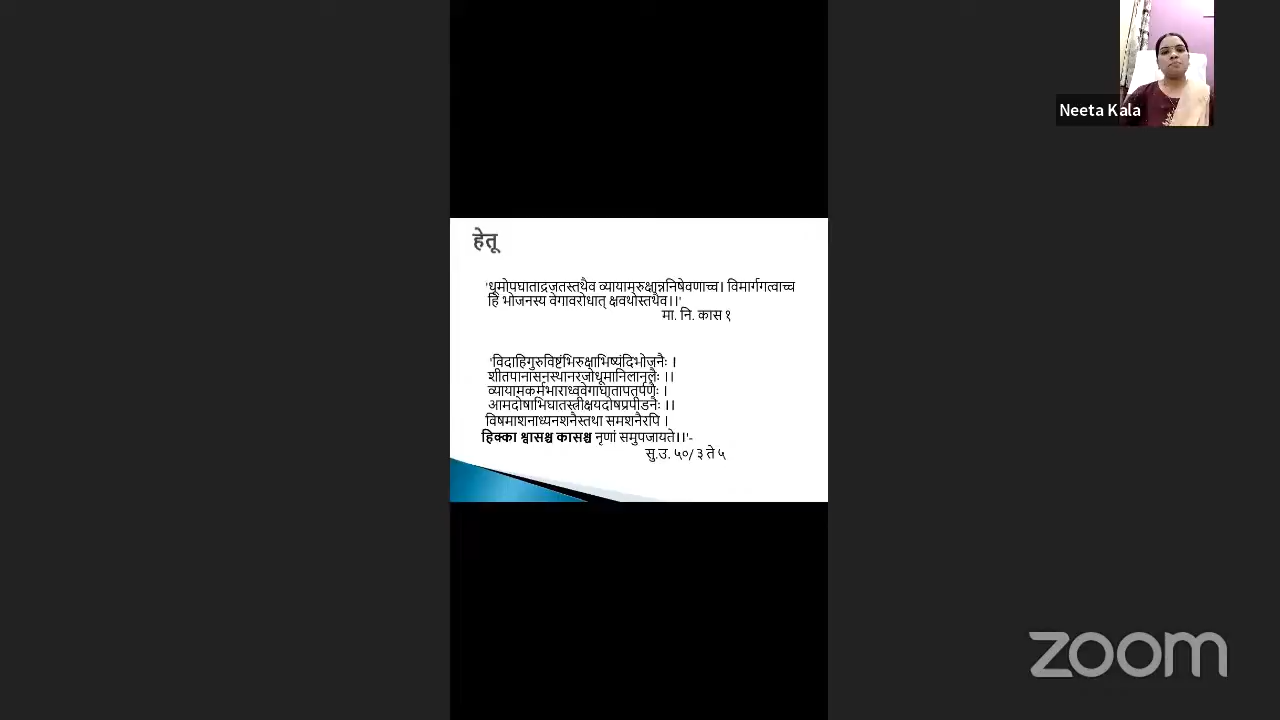 Neeta Kala
हेतू
'धूमोपघाताद्रजतस्तथैव व्यायामरुक्षान्ननिषेवणाच्च। विमार्गगत्वाच्च
हि भोजनस्य वेगावरोधात् क्षवथोस्तथैव।।'
मा. नि. कास १
'विदाहिगुरुविष्टंभिरुक्षाभिष्यंदिभोजनैः ।
शीतपानासनस्थानरजोधूमानिलानलैः ।।
व्यायामकर्मभाराध्ववेगाघातापतर्पणैः ।
आमदोषाभिघातस्त्रीक्षयदोषप्रपीडनैः ।।
विषमाशनाध्यनशनैस्तथा समशनैरपि ।
हिक्का श्वासश्च कासश्च नृणां समुपजायते।।'-
सु.उ. ५०/ ३ ते ५
zoom